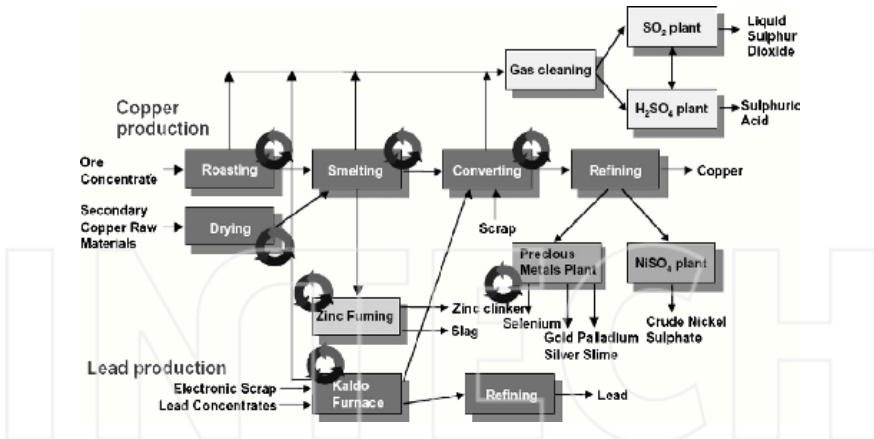 SO2 plant
Liquid
Sulphur
Dioxide
Gas cleaning
H2SO4 plant
Sulphuric
Acid
Copper
production
Ore
Concentrate
Roasting
Smelting
Converting
Refining
Copper
Secondary
Copper Raw
Materials
Drying
Scrap
Precious
Metals Plant
NiSO4 plant
Zinc Fuming
Zinc clinker
Slag
Selenium
Gold Palladium
Silver Slime
Crude Nickel
Sulphate
Lead production
Electronic Scrap
Lead Concentrates
Kaldo
Furnace
Refining
Lead
INTECH